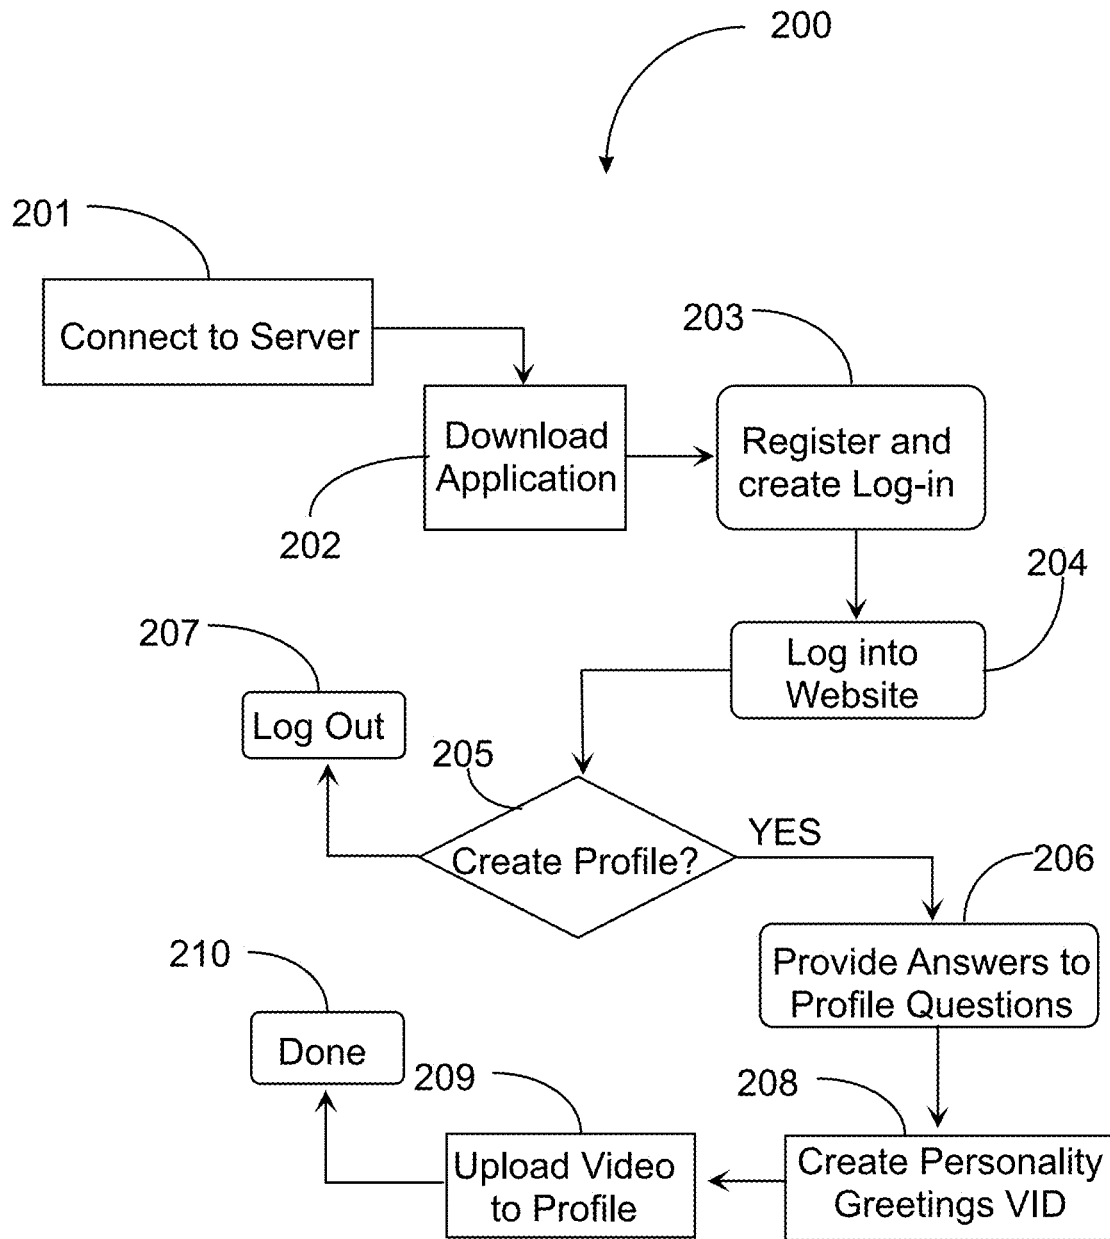 200
201
Connect to Server
203
Download
Application
Register and
create Log-in
202
204
207
Log into
Website
Log Out
205
YES
Create Profile?
206
210
Provide Answers to
Profile Questions
Done
209
208
Upload Video
to Profile
Create Personality
Greetings VID